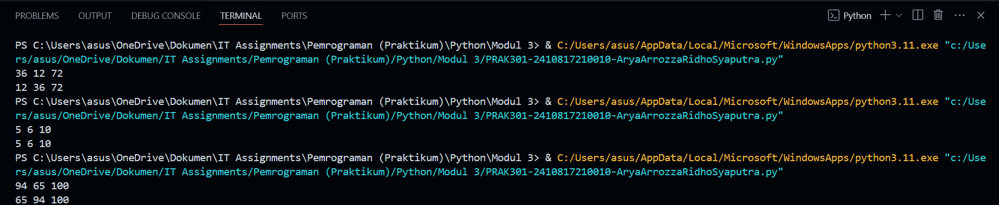 PROBLEMS OUTPUT DEBUG CONSOLE TERMINAL PORTS Python
PS C:\Users\asus\OneDrive\Dokumen\IT Assignments\Pemrograman (Praktikum)\Python\Modul 3> & C:/Users/asus/AppData/Local/Microsoft/WindowsApps/python3.11.exe "c:/Use
rs/asus/OneDrive/Dokumen/IT Assignments/Pemrograman (Praktikum)/Python/Modul 3/PRAK301-2410817210010-AryaArrozzaRidhoSyaputra.py"
36 12 72
12 36 72
PS C:\Users\asus\OneDrive\Dokumen\IT Assignments\Pemrograman (Praktikum)\Python\Modul 3> & C:/Users/asus/AppData/Local/Microsoft/WindowsApps/python3.11.exe "c:/Use
rs/asus/OneDrive/Dokumen/IT Assignments/Pemrograman (Praktikum)/Python/Modul 3/PRAK301-2410817210010-AryaArrozzaRidhoSyaputra.py"
5 6 10
5 6 10
PS C:\Users\asus\OneDrive\Dokumen\IT Assignments\Pemrograman (Praktikum)\Python\Modul 3> & C:/Users/asus/AppData/Local/Microsoft/WindowsApps/python3.11.exe "c:/Use
rs/asus/OneDrive/Dokumen/IT Assignments/Pemrograman (Praktikum)/Python/Modul 3/PRAK301-2410817210010-AryaArrozzaRidhoSyaputra.py"
94 65 100
65 94 100